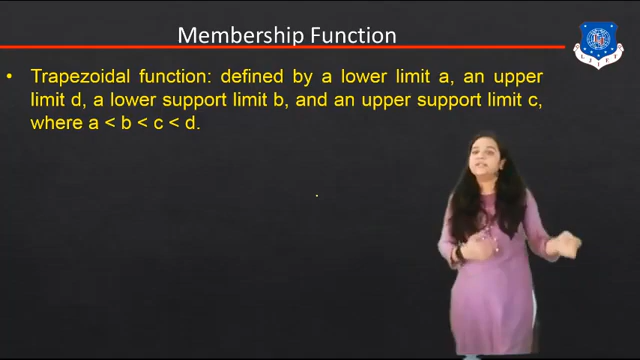 Membership Function
• Trapezoidal function: defined by a lower limit a, an upper
limit d, a lower support limit b, and an upper support limit c,
where a < b < c < d.